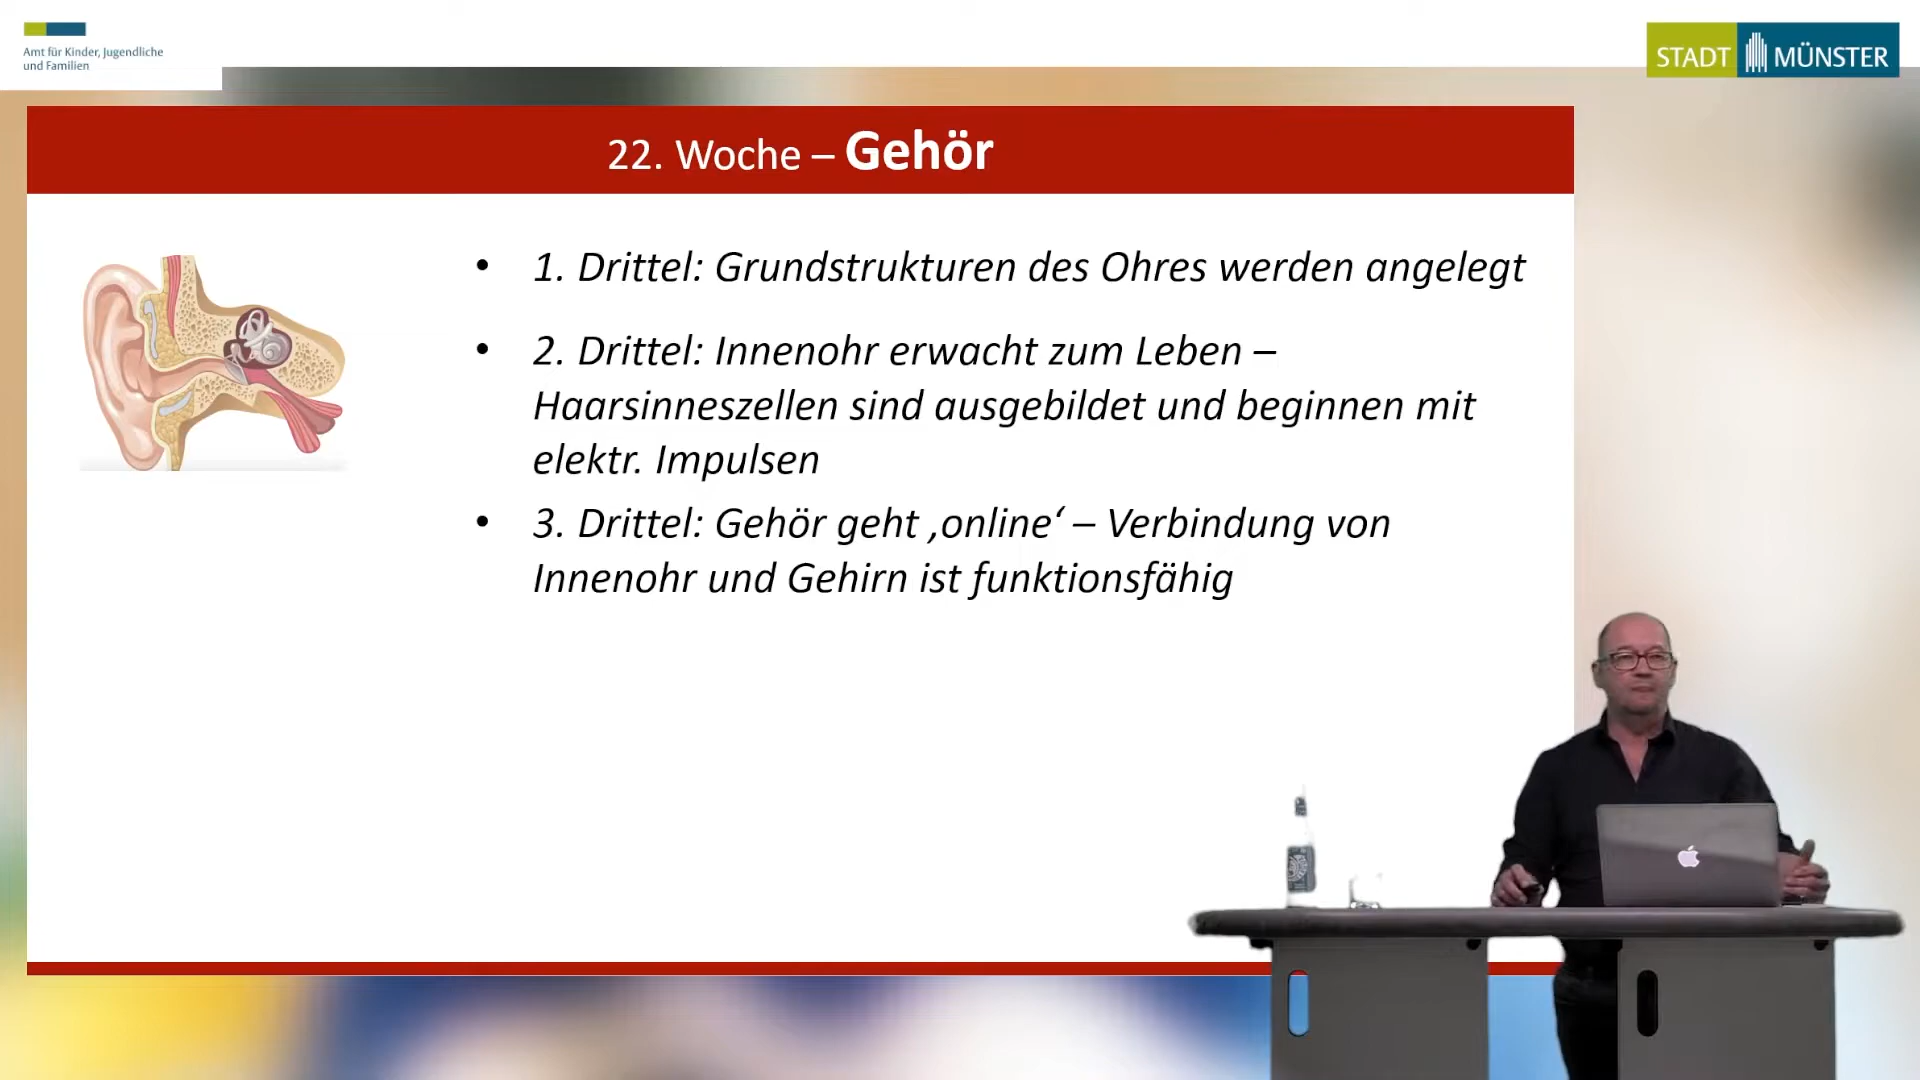 Amt für Kinder, Jugendliche
und Familien
STADT MÜNSTER
22. Woche – Gehör
• 1. Drittel: Grundstrukturen des Ohres werden angelegt
• 2. Drittel: Innenohr erwacht zum Leben –
Haarsinneszellen sind ausgebildet und beginnen mit
elektr. Impulsen
• 3. Drittel: Gehör geht ‚online‘ – Verbindung von
Innenohr und Gehirn ist funktionsfähig